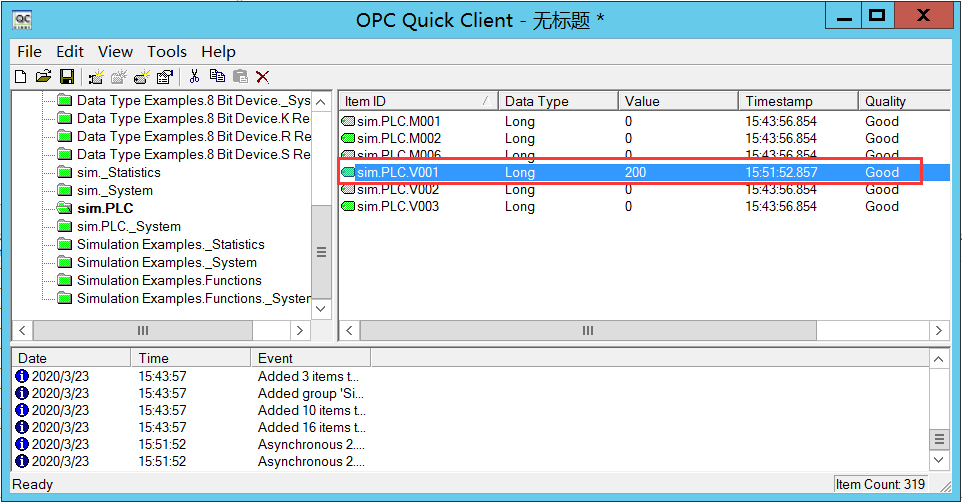 OPC Quick Client - 无标题 *
File Edit View Tools Help
Data Type Examples.8 Bit Device._Sys
Data Type Examples.8 Bit Device.K Re
Data Type Examples.8 Bit Device.R Re
Data Type Examples.8 Bit Device.S Re
sim._Statistics
sim._System
sim.PLC
sim.PLC._System
Simulation Examples._Statistics
Simulation Examples._System
Simulation Examples.Functions
Simulation Examples.Functions._System
Item ID Data Type Value Timestamp Quality
sim.PLC.M001 Long 0 15:43:56.854 Good
sim.PLC.M002 Long 0 15:43:56.854 Good
sim.PLC.M006 Long 0 15:43:56.854 Good
sim.PLC.V001 Long 200 15:51:52.857 Good
sim.PLC.V002 Long 0 15:43:56.854 Good
sim.PLC.V003 Long 0 15:43:56.854 Good
Date Time Event
2020/3/23 15:43:57 Added 3 items t...
2020/3/23 15:43:57 Added group 'Si...
2020/3/23 15:43:57 Added 10 items t...
2020/3/23 15:43:57 Added 16 items t...
2020/3/23 15:51:52 Asynchronous 2....
2020/3/23 15:51:52 Asynchronous 2....
Ready Item Count: 319